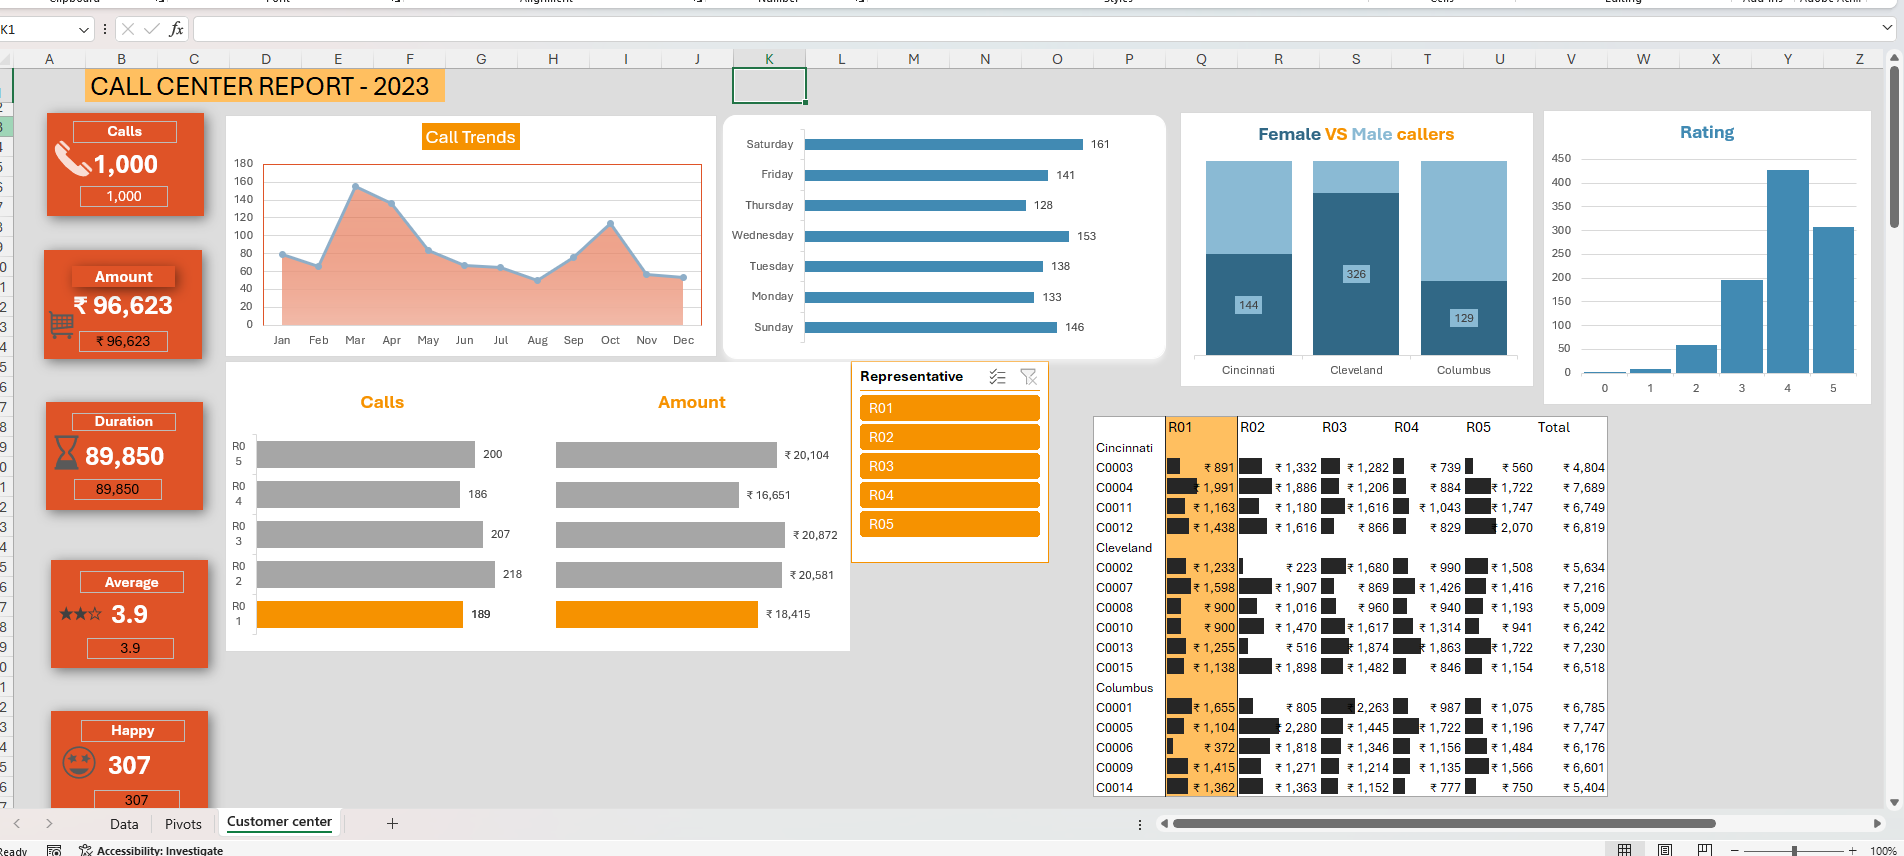 K1
fx
A B C D E F G H I J K L M N O P Q R S T U V W X Y Z
CALL CENTER REPORT - 2023
Calls
1,000
1,000
Amount
₹ 96,623
₹ 96,623
Duration
89,850
89,850
Average
3.9
3.9
Happy
307
307
Call Trends
180
160
140
120
100
80
60
40
20
0
Jan Feb Mar Apr May Jun Jul Aug Sep Oct Nov Dec
Saturday 161
Friday 141
Thursday 128
Wednesday 153
Tuesday 138
Monday 133
Sunday 146
Female VS Male callers
144 326 129
Cincinnati Cleveland Columbus
Rating
450
400
350
300
250
200
150
100
50
0
0 1 2 3 4 5
Calls Amount
R0
5
200 ₹ 20,104
R0
4
186 ₹ 16,651
R0
3
207 ₹ 20,872
R0
2
218 ₹ 20,581
R0
1
189 ₹ 18,415
Representative
R01
R02
R03
R04
R05
R01 R02 R03 R04 R05 Total
Cincinnati
C0003 ₹ 891 ₹ 1,332 ₹ 1,282 ₹ 739 ₹ 560 ₹ 4,804
C0004 ₹ 1,991 ₹ 1,886 ₹ 1,206 ₹ 884 ₹ 1,722 ₹ 7,689
C0011 ₹ 1,163 ₹ 1,180 ₹ 1,616 ₹ 1,043 ₹ 1,747 ₹ 6,749
C0012 ₹ 1,438 ₹ 1,616 ₹ 866 ₹ 829 ₹ 2,070 ₹ 6,819
Cleveland
C0002 ₹ 1,233 ₹ 223 ₹ 1,680 ₹ 990 ₹ 1,508 ₹ 5,634
C0007 ₹ 1,598 ₹ 1,907 ₹ 869 ₹ 1,426 ₹ 1,416 ₹ 7,216
C0008 ₹ 900 ₹ 1,016 ₹ 960 ₹ 940 ₹ 1,193 ₹ 5,009
C0010 ₹ 900 ₹ 1,470 ₹ 1,617 ₹ 1,314 ₹ 941 ₹ 6,242
C0013 ₹ 1,255 ₹ 516 ₹ 1,874 ₹ 1,863 ₹ 1,722 ₹ 7,230
C0015 ₹ 1,138 ₹ 1,898 ₹ 1,482 ₹ 846 ₹ 1,154 ₹ 6,518
Columbus
C0001 ₹ 1,655 ₹ 805 ₹ 2,263 ₹ 987 ₹ 1,075 ₹ 6,785
C0005 ₹ 1,104 ₹ 2,280 ₹ 1,445 ₹ 1,722 ₹ 1,196 ₹ 7,747
C0006 ₹ 372 ₹ 1,818 ₹ 1,346 ₹ 1,156 ₹ 1,484 ₹ 6,176
C0009 ₹ 1,415 ₹ 1,271 ₹ 1,214 ₹ 1,135 ₹ 1,566 ₹ 6,601
C0014 ₹ 1,362 ₹ 1,363 ₹ 1,152 ₹ 777 ₹ 750 ₹ 5,404
Data Pivots Customer center
Accessibility: Investigate 100%